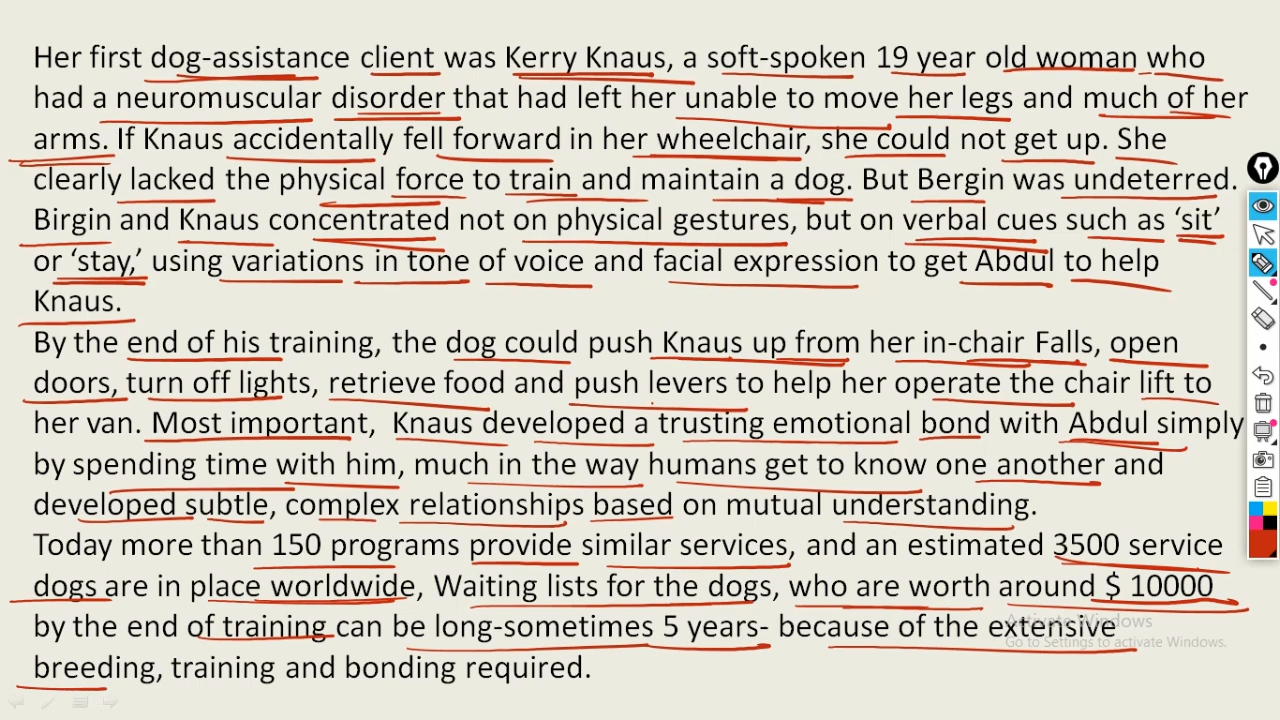 Her first dog-assistance client was Kerry Knaus, a soft-spoken 19 year old woman who
had a neuromuscular disorder that had left her unable to move her legs and much of her
arms. If Knaus accidentally fell forward in her wheelchair, she could not get up. She
clearly lacked the physical force to train and maintain a dog. But Bergin was undeterred.
Birgin and Knaus concentrated not on physical gestures, but on verbal cues such as ‘sit’
or ‘stay,’ using variations in tone of voice and facial expression to get Abdul to help
Knaus.
By the end of his training, the dog could push Knaus up from her in-chair Falls, open
doors, turn off lights, retrieve food and push levers to help her operate the chair lift to
her van. Most important, Knaus developed a trusting emotional bond with Abdul simply
by spending time with him, much in the way humans get to know one another and
developed subtle, complex relationships based on mutual understanding.
Today more than 150 programs provide similar services, and an estimated 3500 service
dogs are in place worldwide, Waiting lists for the dogs, who are worth around $ 10000
by the end of training can be long-sometimes 5 years- because of the extensive
breeding, training and bonding required.
Activate Windows
Go to Settings to activate Windows.